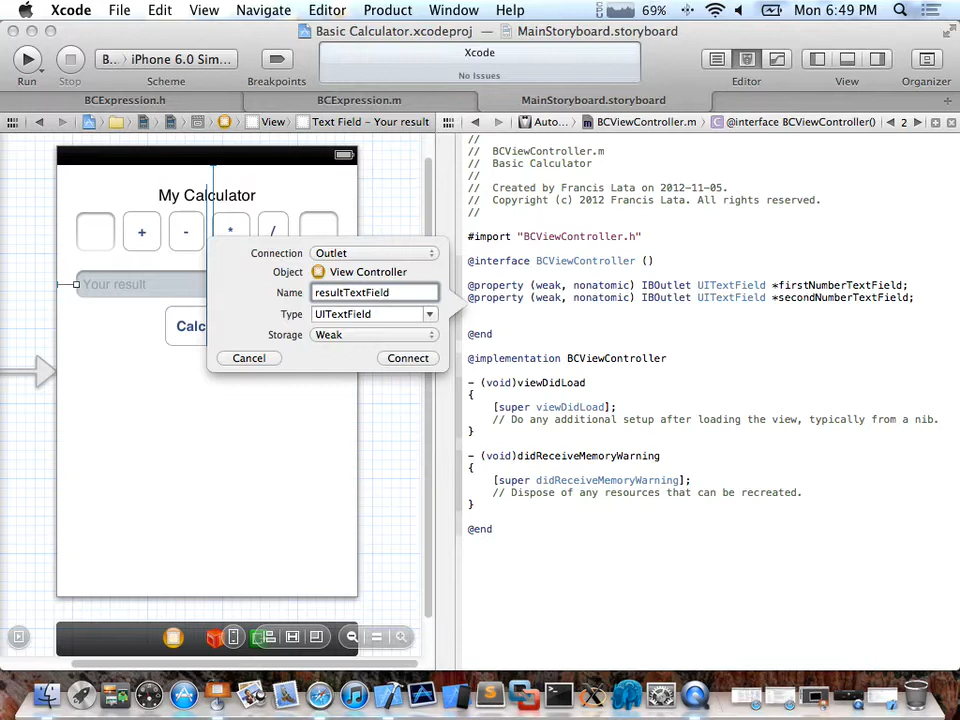 Xcode File Edit View Navigate Editor Product Window Help 69% Mon 6:49 PM
Basic Calculator.xcodeproj — MainStoryboard.storyboard
B... iPhone 6.0 Sim...
Xcode
No Issues
Run Stop Scheme Breakpoints Editor View Organizer
BCExpression.h BCExpression.m MainStoryboard.storyboard
View Text Field - Your result
Auto... BCViewController.m @interface BCViewController() 2
My Calculator
+ - * /
Your result
Calc
Connection Outlet
Object View Controller
Name resultTextField
Type UITextField
Storage Weak
Cancel Connect
//
// BCViewController.m
// Basic Calculator
//
// Created by Francis Lata on 2012-11-05.
// Copyright (c) 2012 Francis Lata. All rights reserved.
//
#import "BCViewController.h"
@interface BCViewController ()
@property (weak, nonatomic) IBOutlet UITextField *firstNumberTextField;
@property (weak, nonatomic) IBOutlet UITextField *secondNumberTextField;
@end
@implementation BCViewController
- (void)viewDidLoad
{
[super viewDidLoad];
// Do any additional setup after loading the view, typically from a nib.
}
- (void)didReceiveMemoryWarning
{
[super didReceiveMemoryWarning];
// Dispose of any resources that can be recreated.
}
@end